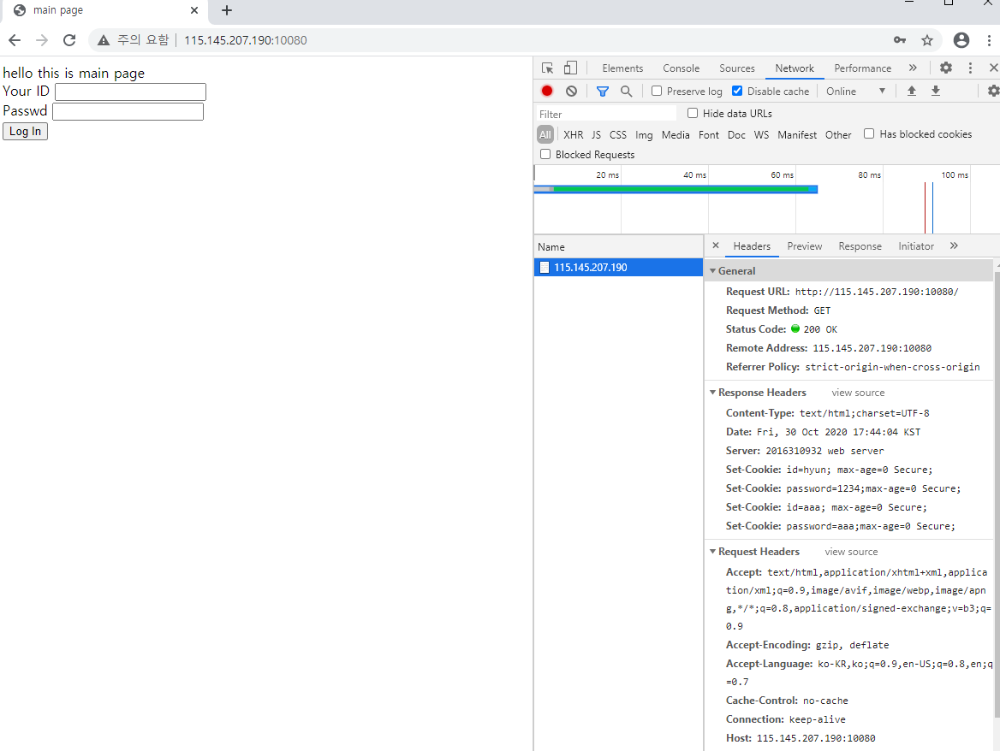 main page
주의 요함 115.145.207.190:10080
hello this is main page
Your ID
Passwd
Log In
Elements Console Sources Network Performance
Preserve log Disable cache Online
Filter Hide data URLs
All XHR JS CSS Img Media Font Doc WS Manifest Other Has blocked cookies
Blocked Requests
20 ms 40 ms 60 ms 80 ms 100 ms
Name
115.145.207.190
Headers Preview Response Initiator
General
Request URL: http://115.145.207.190:10080/
Request Method: GET
Status Code: 200 OK
Remote Address: 115.145.207.190:10080
Referrer Policy: strict-origin-when-cross-origin
Response Headers view source
Content-Type: text/html;charset=UTF-8
Date: Fri, 30 Oct 2020 17:44:04 KST
Server: 2016310932 web server
Set-Cookie: id=hyun; max-age=0 Secure;
Set-Cookie: password=1234;max-age=0 Secure;
Set-Cookie: id=aaa; max-age=0 Secure;
Set-Cookie: password=aaa;max-age=0 Secure;
Request Headers view source
Accept: text/html,application/xhtml+xml,applica
tion/xml;q=0.9,image/avif,image/webp,image/apn
g,*/*;q=0.8,application/signed-exchange;v=b3;q=
0.9
Accept-Encoding: gzip, deflate
Accept-Language: ko-KR,ko;q=0.9,en-US;q=0.8,en;q
=0.7
Cache-Control: no-cache
Connection: keep-alive
Host: 115.145.207.190:10080